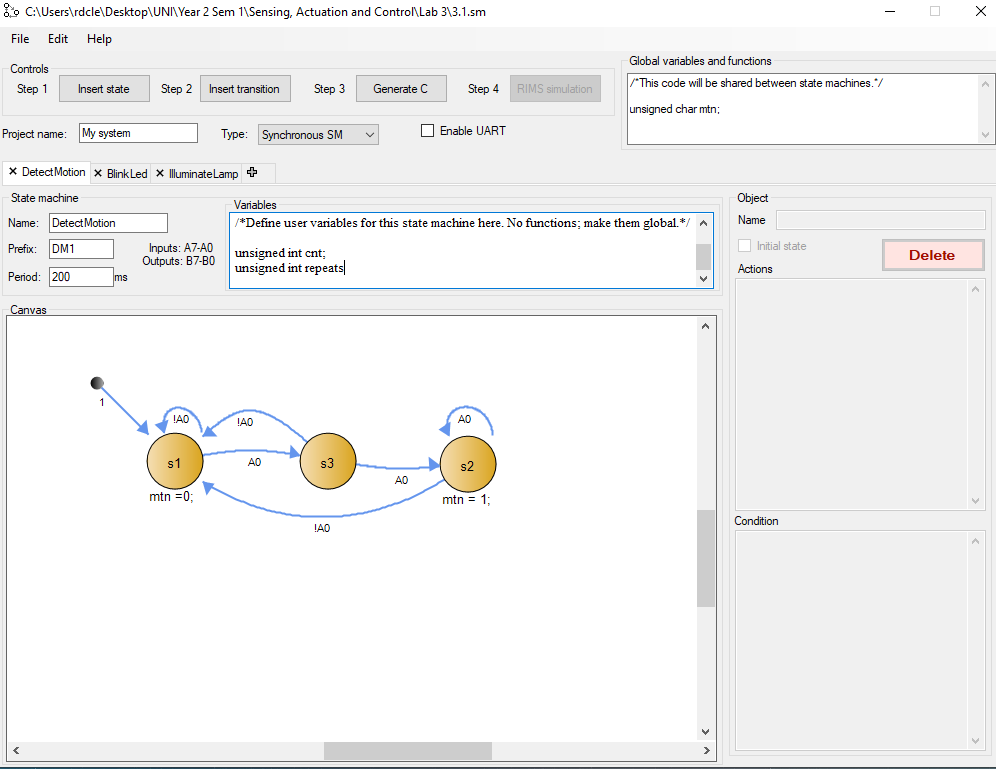 C:\Users\rdcle\Desktop\UNI\Year 2 Sem 1\Sensing, Actuation and Control\Lab 3\3.1.sm
File Edit Help
Controls
Step 1 Insert state Step 2 Insert transition Step 3 Generate C Step 4 RIMS simulation
Global variables and functions
/*This code will be shared between state machines.*/
unsigned char mtn;
Project name: My system Type: Synchronous SM Enable UART
DetectMotion BlinkLed IlluminateLamp
State machine
Name: DetectMotion
Prefix: DM1
Inputs: A7-A0
Outputs: B7-B0
Period: 200 ms
Variables
/*Define user variables for this state machine here. No functions; make them global.*/
unsigned int cnt;
unsigned int repeats
Object
Name
Initial state
Delete
Actions
Condition
Canvas
1
!A0
!A0
A0
s1
A0
s3
A0
s2
mtn =0;
mtn = 1;
!A0